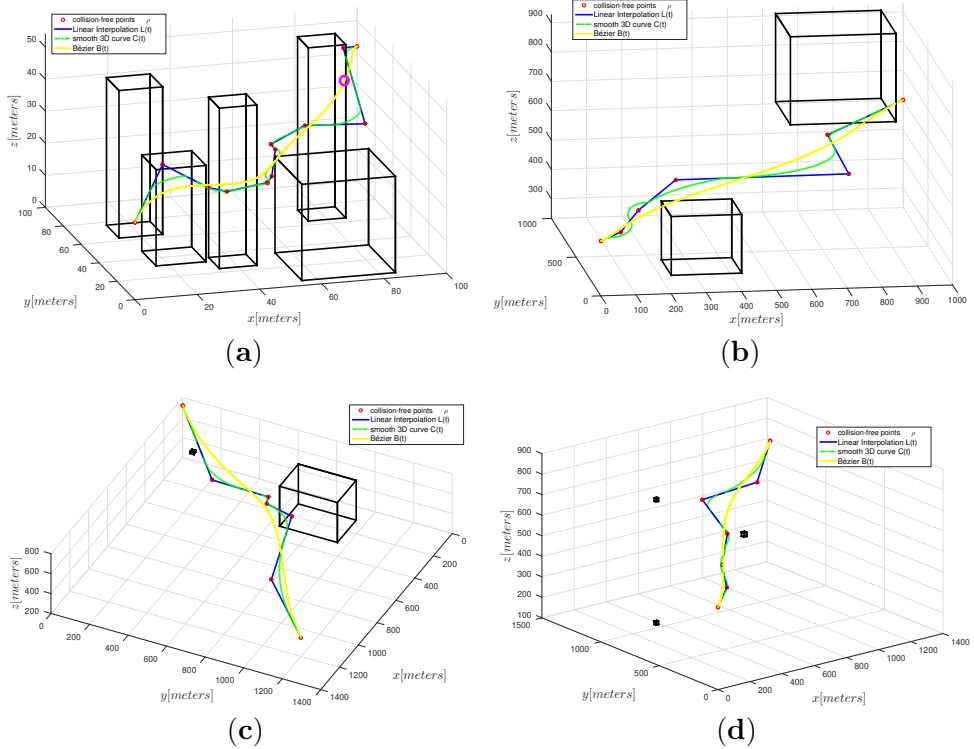 collision-free points ρ
Linear Interpolation L(t)
smooth 3D curve C(t)
Bézier B(t)
50
40
30
20
10
0
z[meters]
100
80
60
40
20
0
y[meters]
0
20
40
60
80
100
x[meters]
(a)
collision-free points ρ
Linear Interpolation L(t)
smooth 3D curve C(t)
Bézier B(t)
900
800
700
600
500
400
300
z[meters]
1000
500
0
y[meters]
0
100
200
300
400
500
600
700
800
900
1000
x[meters]
(b)
collision-free points ρ
Linear Interpolation L(t)
smooth 3D curve C(t)
Bézier B(t)
800
600
400
200
z[meters]
0
200
400
600
800
1000
1200
1400
y[meters]
0
200
400
600
800
1000
1200
1400
x[meters]
(c)
collision-free points ρ
Linear Interpolation L(t)
smooth 3D curve C(t)
Bézier B(t)
900
800
700
600
500
400
300
200
100
z[meters]
1500
1000
500
0
y[meters]
0
200
400
600
800
1000
1200
1400
x[meters]
(d)